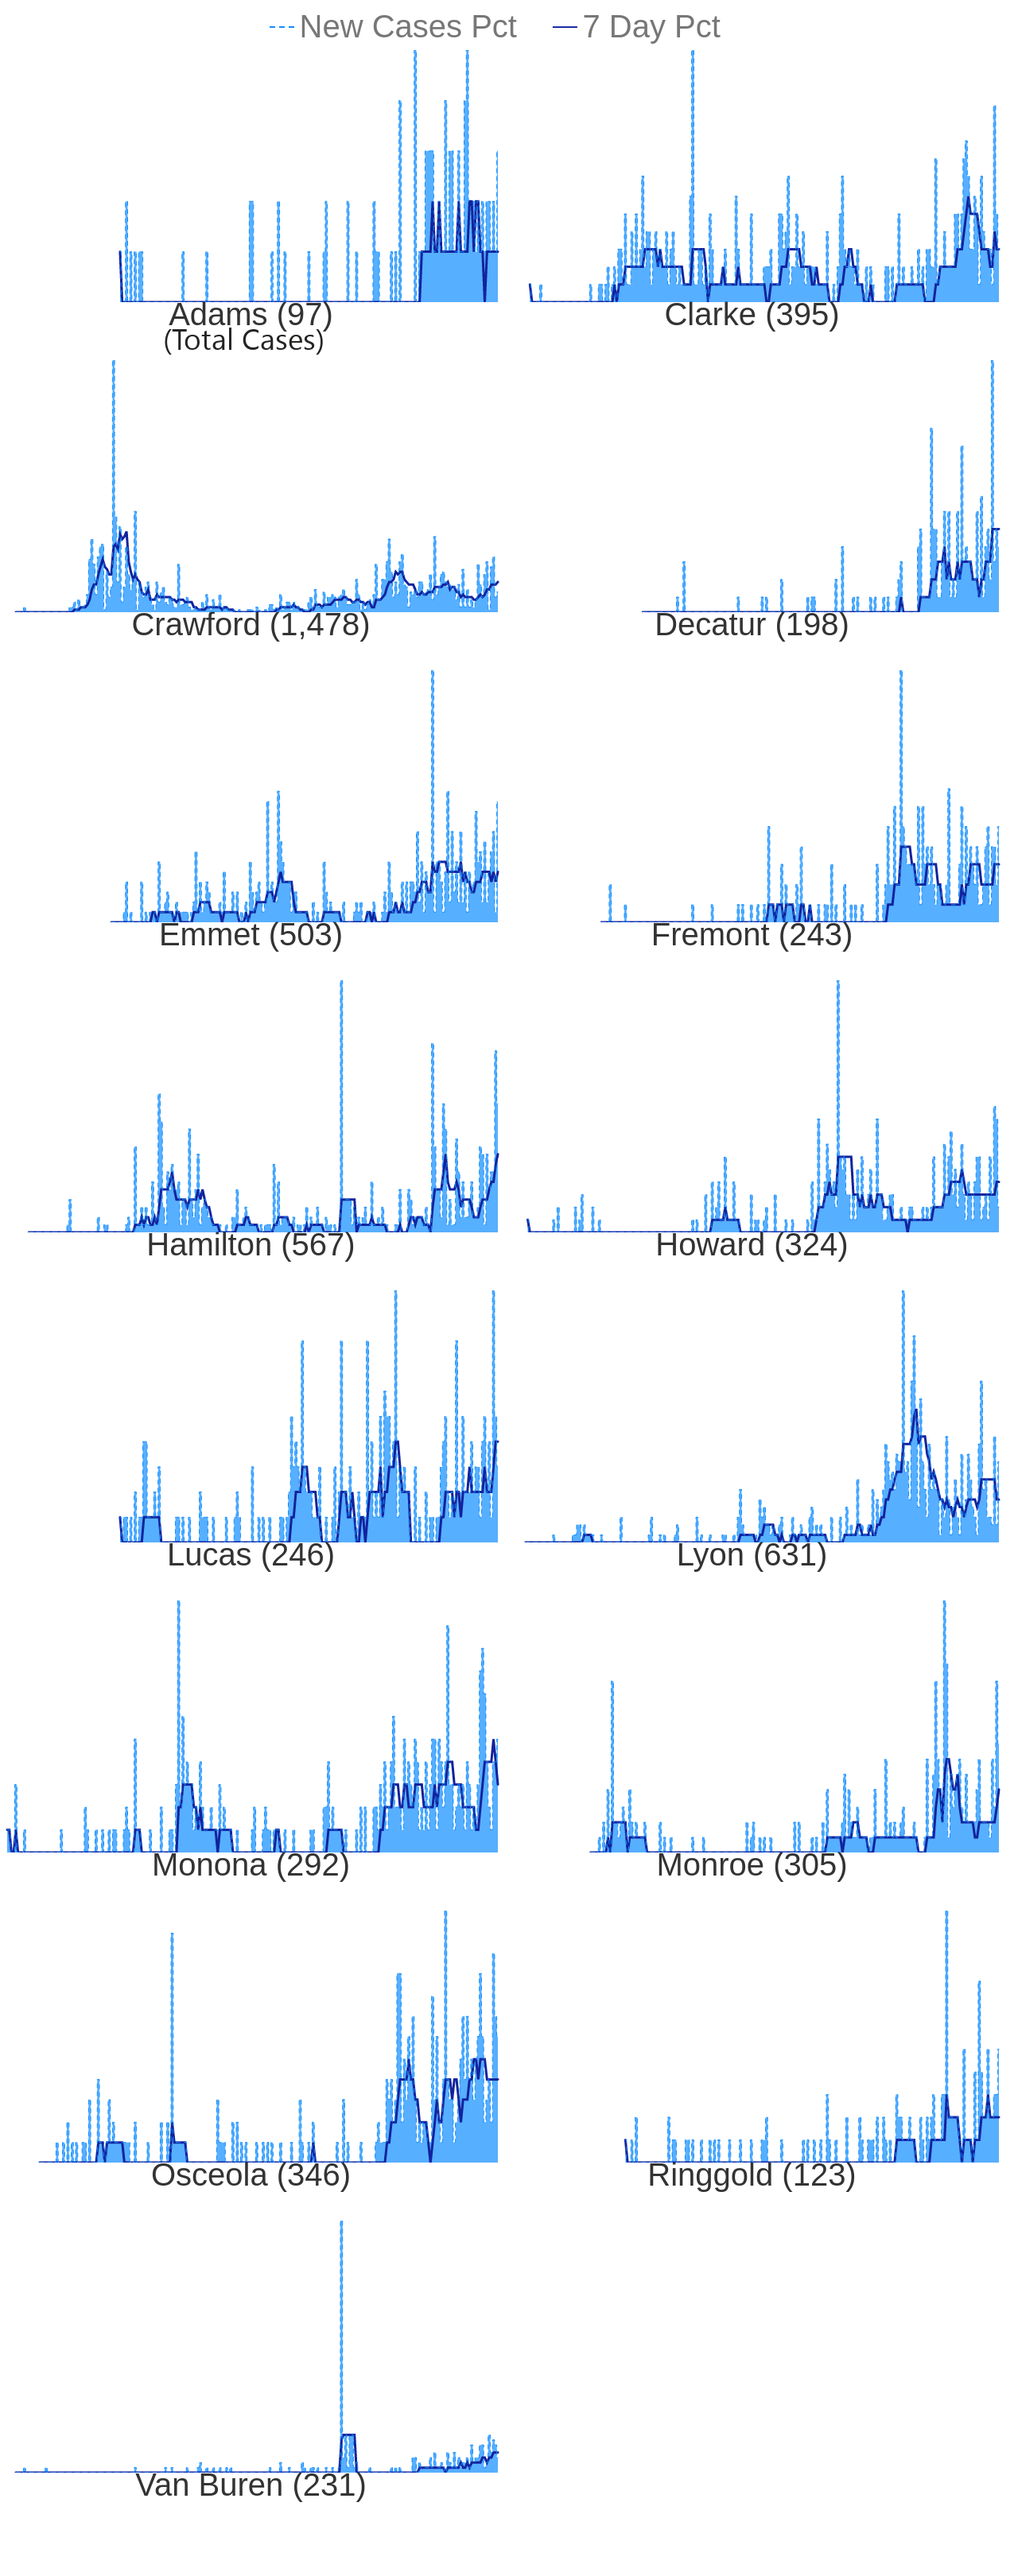 New Cases Pct 7 Day Pct
Adams (97) Clarke (395)
(Total Cases)
Crawford (1,478) Decatur (198)
Emmet (503) Fremont (243)
Hamilton (567) Howard (324)
Lucas (246) Lyon (631)
Monona (292) Monroe (305)
Osceola (346) Ringgold (123)
Van Buren (231)